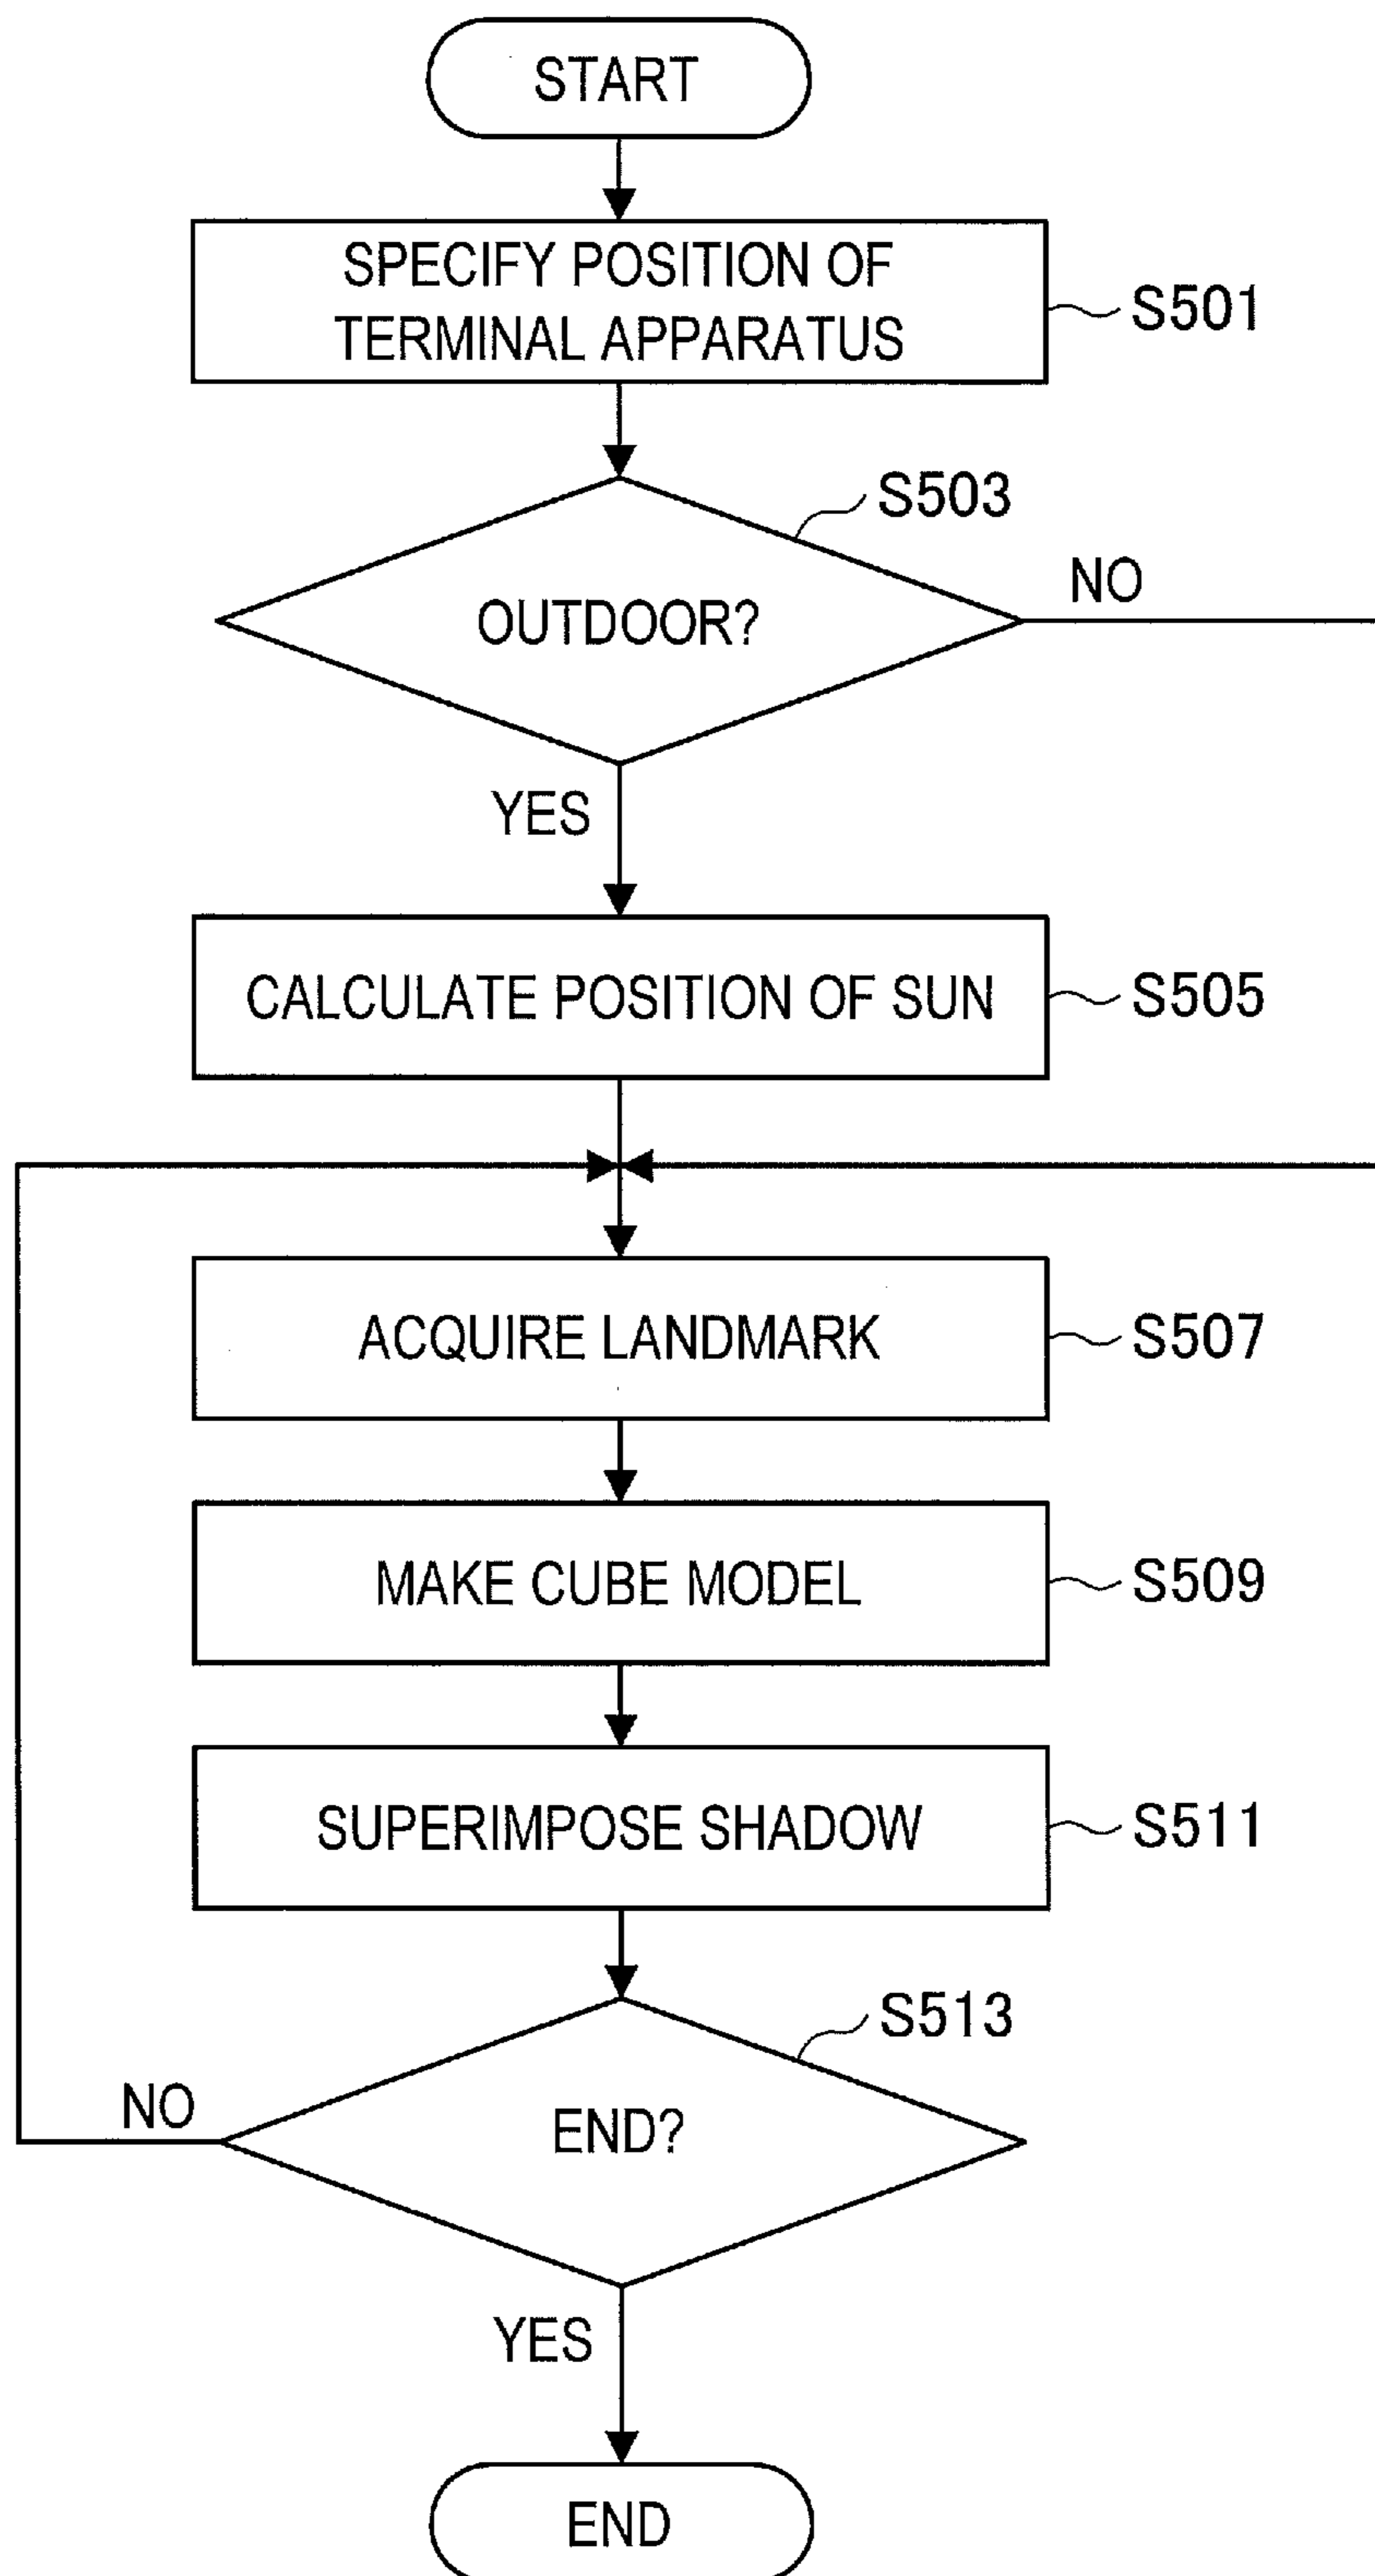 START
SPECIFY POSITION OF
TERMINAL APPARATUS
S501
S503
OUTDOOR?
NO
YES
CALCULATE POSITION OF SUN
S505
ACQUIRE LANDMARK
S507
MAKE CUBE MODEL
S509
SUPERIMPOSE SHADOW
S511
S513
NO
END?
YES
END